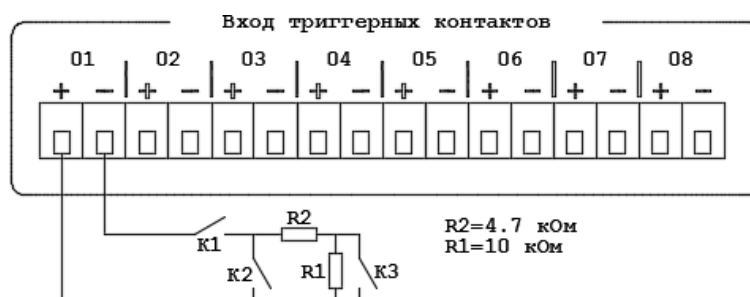 Вход триггерных контактов
01 02 03 04 05 06 07 08
+ − + − + − + − + − + − + − + −
R2
R2=4.7 кОм
K1
R1=10 кОм
K2 R1 K3